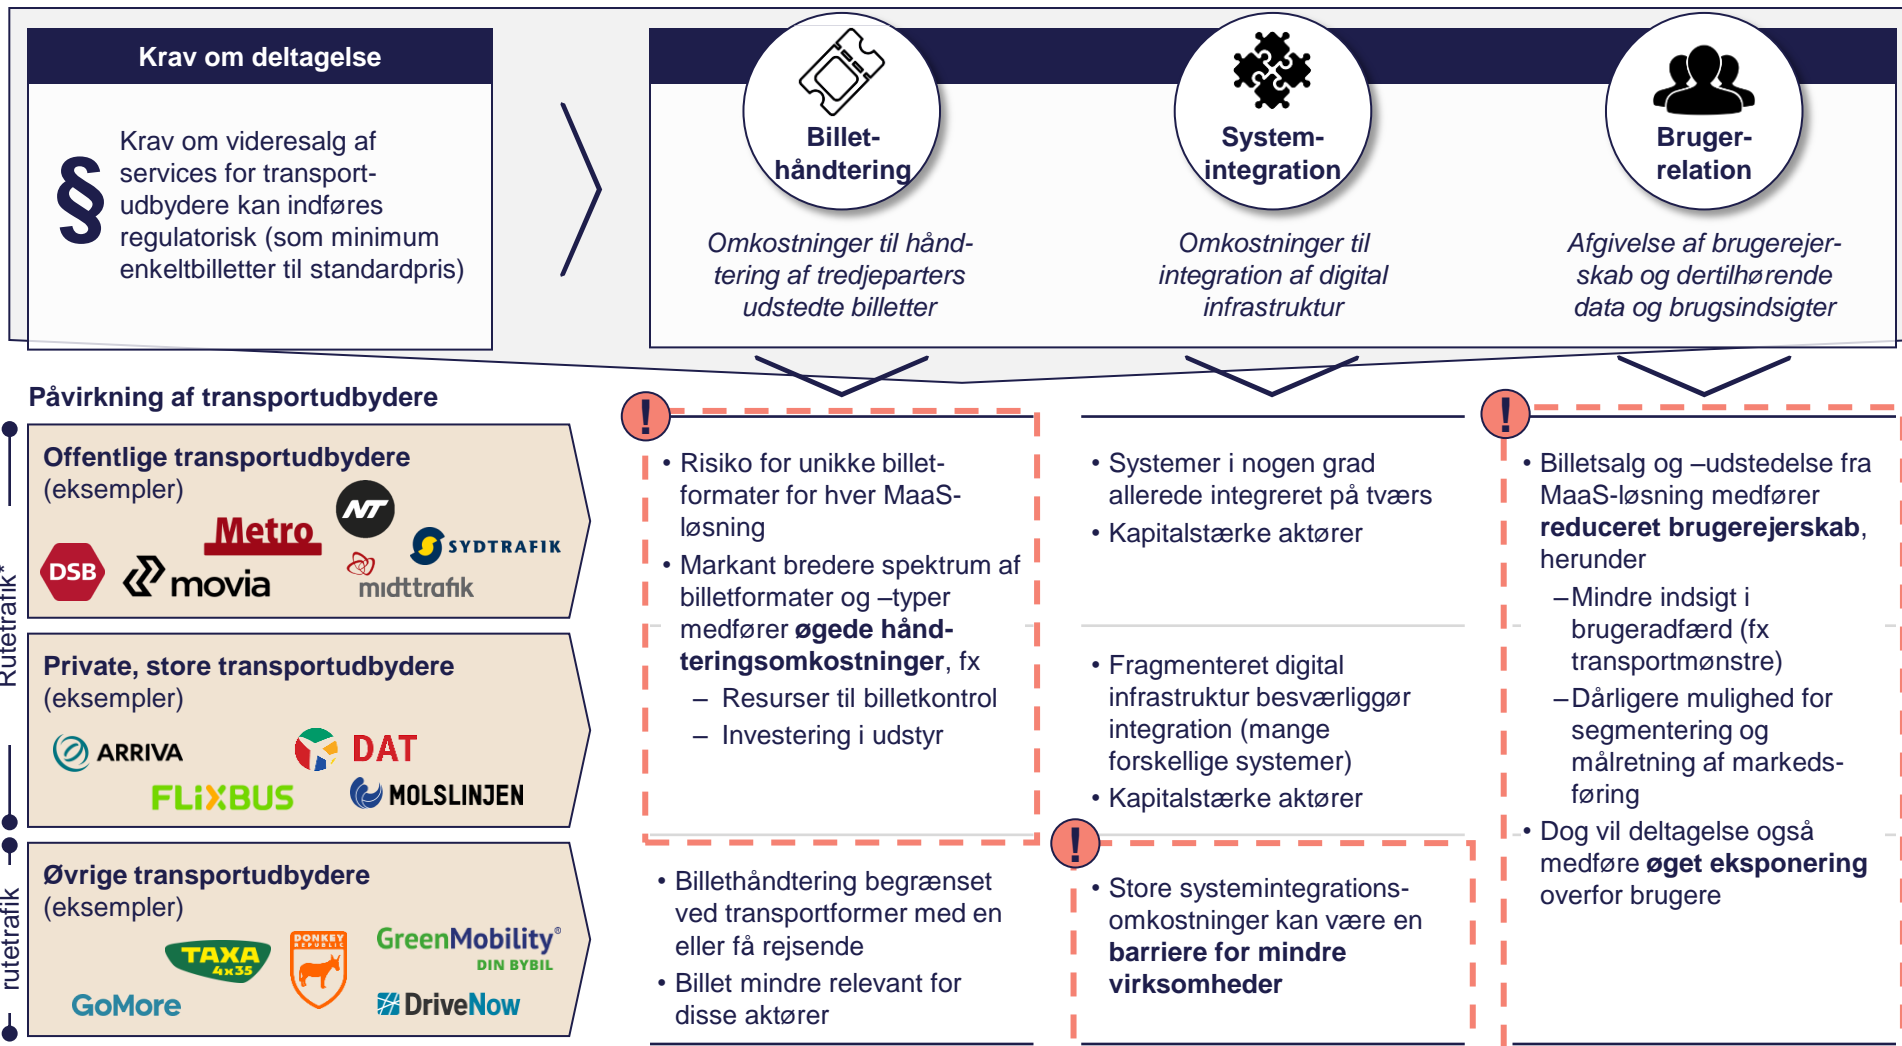 Krav om deltagelse
§
Krav om videresalg af
services for transport-
udbydere kan indføres
regulatorisk (som minimum
enkeltbilletter til standardpris)
Billet-
håndtering
Omkostninger til hånd-
tering af tredjeparters
udstedte billetter
System-
integration
Omkostninger til
integration af digital
infrastruktur
Bruger-
relation
Afgivelse af brugerejer-
skab og dertilhørende
data og brugsindsigter
Påvirkning af transportudbydere
Rutetrafik*
Offentlige transportudbydere
(eksempler)
NT
Metro
SYDTRAFIK
DSB
movia
midttrafik
Private, store transportudbydere
(eksempler)
ARRIVA
DAT
FLiXBUS
MOLSLINJEN
rutetrafik
Øvrige transportudbydere
(eksempler)
TAXA
4x35
DONKEY
REPUBLIC
GreenMobility®
DIN BYBIL
GoMore
DriveNow
!
• Risiko for unikke billet-
formater for hver MaaS-
løsning
• Markant bredere spektrum af
billetformater og –typer
medfører øgede hånd-
teringsomkostninger, fx
– Resurser til billetkontrol
– Investering i udstyr
• Billethåndtering begrænset
ved transportformer med en
eller få rejsende
• Billet mindre relevant for
disse aktører
• Systemer i nogen grad
allerede integreret på tværs
• Kapitalstærke aktører
• Fragmenteret digital
infrastruktur besværliggør
integration (mange
forskellige systemer)
• Kapitalstærke aktører
!
• Store systemintegrations-
omkostninger kan være en
barriere for mindre
virksomheder
!
• Billetsalg og –udstedelse fra
MaaS-løsning medfører
reduceret brugerejerskab,
herunder
–Mindre indsigt i
brugeradfærd (fx
transportmønstre)
–Dårligere mulighed for
segmentering og
målretning af markeds-
føring
• Dog vil deltagelse også
medføre øget eksponering
overfor brugere